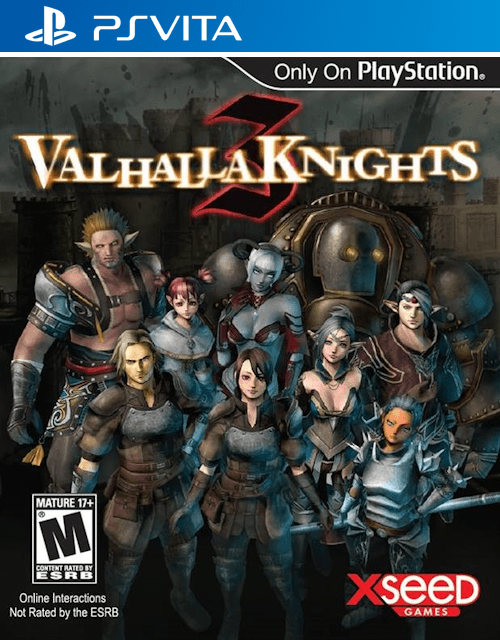 PSVITA
Only On PlayStation®
3
VALHALLA KNIGHTS
MATURE 17+
M®
CONTENT RATED BY
ESRB
Online Interactions
Not Rated by the ESRB
XSEED
GAMES